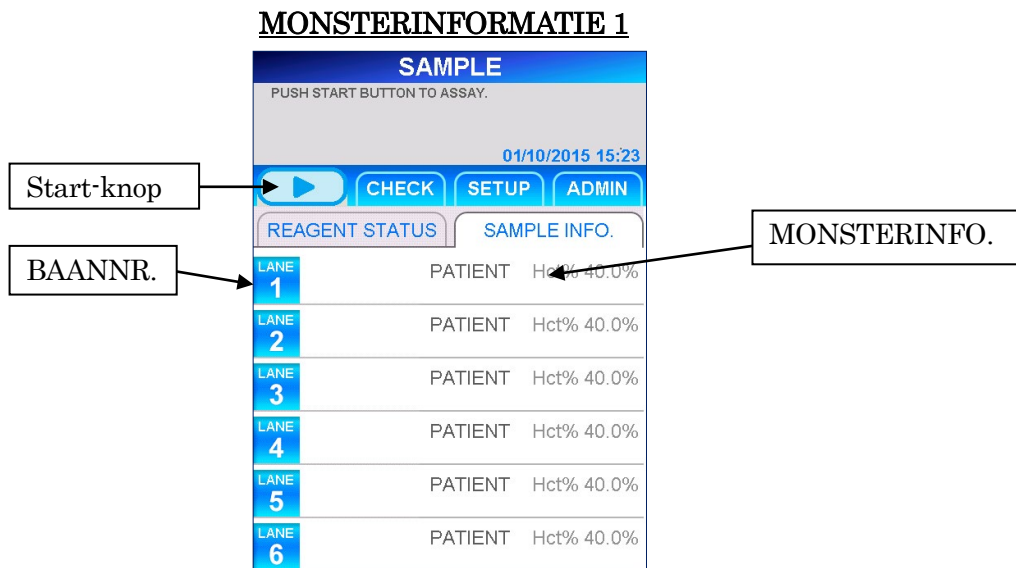 MONSTERINFORMATIE 1
SAMPLE
PUSH START BUTTON TO ASSAY.
01/10/2015 15:23
Start-knop
CHECK SETUP ADMIN
REAGENT STATUS SAMPLE INFO.
MONSTERINFO.
BAANNR.
LANE 1 PATIENT Hct% 40.0%
LANE 2 PATIENT Hct% 40.0%
LANE 3 PATIENT Hct% 40.0%
LANE 4 PATIENT Hct% 40.0%
LANE 5 PATIENT Hct% 40.0%
LANE 6 PATIENT Hct% 40.0%